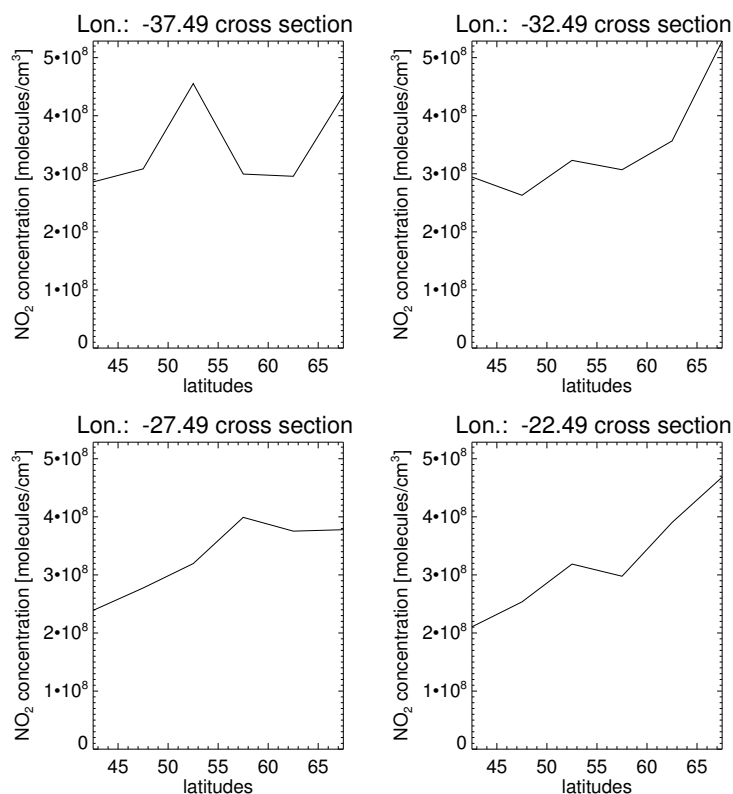 Lon.: -37.49 cross section
NO₂ concentration [molecules/cm³]
5•10⁸
4•10⁸
3•10⁸
2•10⁸
1•10⁸
0
45 50 55 60 65
latitudes
Lon.: -32.49 cross section
NO₂ concentration [molecules/cm³]
5•10⁸
4•10⁸
3•10⁸
2•10⁸
1•10⁸
0
45 50 55 60 65
latitudes
Lon.: -27.49 cross section
NO₂ concentration [molecules/cm³]
5•10⁸
4•10⁸
3•10⁸
2•10⁸
1•10⁸
0
45 50 55 60 65
latitudes
Lon.: -22.49 cross section
NO₂ concentration [molecules/cm³]
5•10⁸
4•10⁸
3•10⁸
2•10⁸
1•10⁸
0
45 50 55 60 65
latitudes